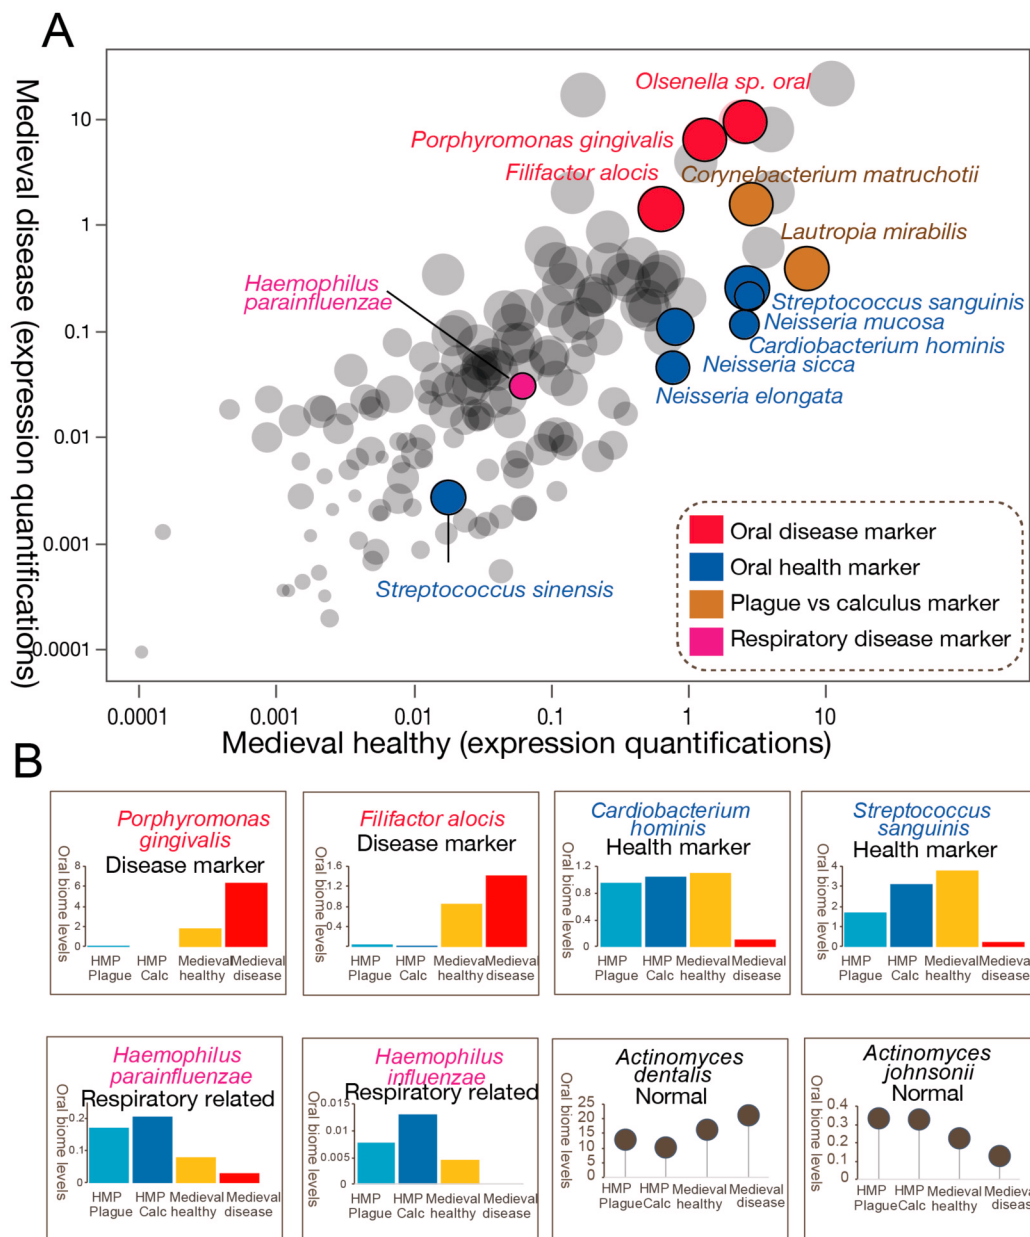 A
Medieval disease (expression quantifications)
10
1
0.1
0.01
0.001
0.0001
Olsenella sp. oral
Porphyromonas gingivalis
Filifactor alocis
Corynebacterium matruchotii
Lautropia mirabilis
Haemophilus
parainfluenzae
Streptococcus sanguinis
Neisseria mucosa
Cardiobacterium hominis
Neisseria sicca
Neisseria elongata
Streptococcus sinensis
Oral disease marker
Oral health marker
Plague vs calculus marker
Respiratory disease marker
0.0001 0.001 0.01 0.1 1 10
Medieval healthy (expression quantifications)
B
Porphyromonas
gingivalis
Disease marker
Oral biome levels
8
6
4
2
0
HMP Plague
HMP Calc
Medieval healthy
Medieval disease
Filifactor alocis
Disease marker
Oral biome levels
1.6
1.2
0.8
0.4
HMP Plague
HMP Calc
Medieval healthy
Medieval disease
Cardiobacterium
hominis
Health marker
Oral biome levels
1.2
0.8
0.4
0
HMP Plague
HMP Calc
Medieval healthy
Medieval disease
Streptococcus
sanguinis
Health marker
Oral biome levels
4
3
2
1
0
HMP Plague
HMP Calc
Medieval healthy
Medieval disease
Haemophilus
parainfluenzae
Respiratory related
Oral biome levels
0.2
0.1
0
HMP Plague
HMP Calc
Medieval healthy
Medieval disease
Haemophilus
influenzae
Respiratory related
Oral biome levels
0.015
0.01
0.005
0
HMP Plague
HMP Calc
Medieval healthy
Medieval disease
Actinomyces
dentalis
Normal
Oral biome levels
25
20
15
10
5
0
HMP Plague
HMP Calc
Medieval healthy
Medieval disease
Actinomyces
johnsonii
Normal
Oral biome levels
0.4
0.3
0.2
0.1
0
HMP Plague
HMP Calc
Medieval healthy
Medieval disease